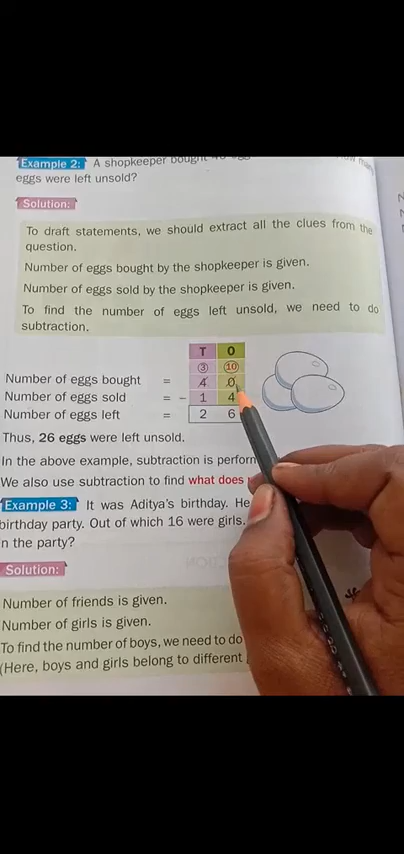 Example 2: A shopkeeper bought 40
eggs were left unsold?
Solution:
To draft statements, we should extract all the clues from the
question.
Number of eggs bought by the shopkeeper is given.
Number of eggs sold by the shopkeeper is given.
To find the number of eggs left unsold, we need to do
subtraction.
T O
3 10
Number of eggs bought = 4 0
Number of eggs sold = - 1 4
Number of eggs left = 2 6
Thus, 26 eggs were left unsold.
In the above example, subtraction is
We also use subtraction to find what does
Example 3: It was Aditya's birthday. He
birthday party. Out of which 16 were girls.
n the party?
Solution:
Number of friends is given.
Number of girls is given.
To find the number of boys, we need to do
(Here, boys and girls belong to different